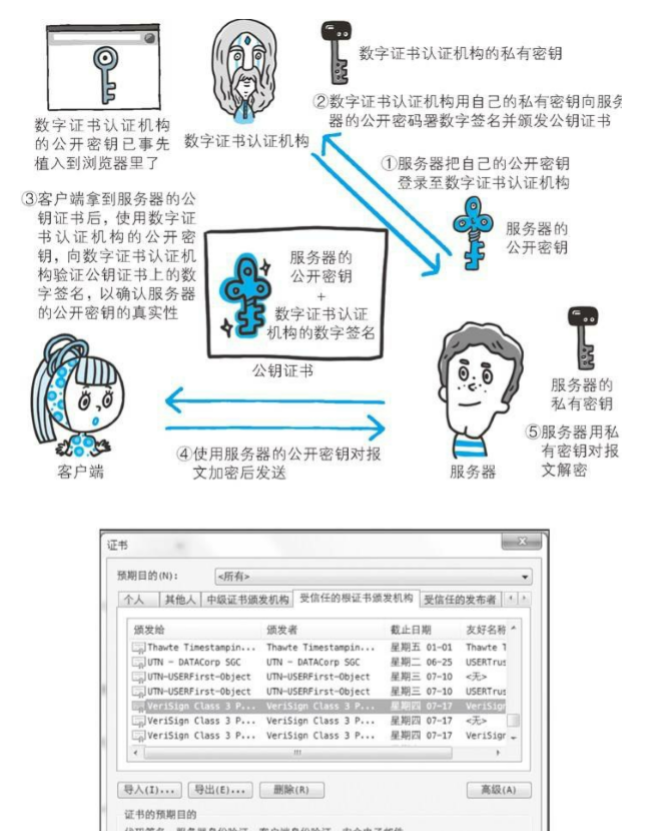 数字证书认证机构的私有密钥
②数字证书认证机构用自己的私有密钥向服务
器的公开密码署数字签名并颁发公钥证书
数字证书认证机构
的公开密钥已事先
植入到浏览器里了
数字证书认证机构
①服务器把自己的公开密钥
登录至数字证书认证机构
③客户端拿到服务器的公
钥证书后，使用数字证
书认证机构的公开密
钥，向数字证书认证机
构验证公钥证书上的数
字签名，以确认服务器
的公开密钥的真实性
服务器的
公开密钥
服务器的
公开密钥
+
数字证书认证
机构的数字签名
公钥证书
服务器的
私有密钥
④使用服务器的公开密钥对报
文加密后发送
⑤服务器用私
有密钥对报
文解密
客户端
服务器
证书
预期目的(N):
<所有>
个人 其他人 中级证书颁发机构 受信任的根证书颁发机构 受信任的发布者
颁发给 颁发者 截止日期 友好名称
Thawte Timestampin... Thawte Timestampin... 星期五 01-01 Thawte T
UTN - DATACorp SGC UTN - DATACorp SGC 星期二 06-25 USERTrus
UTN-USERFirst-Object UTN-USERFirst-Object 星期三 07-10 <无>
UTN-USERFirst-Object UTN-USERFirst-Object 星期三 07-10 USERTrus
VeriSign Class 3 P... VeriSign Class 3 P... 星期四 07-17 VeriSign
VeriSign Class 3 P... VeriSign Class 3 P... 星期四 07-17 <无>
VeriSign Class 3 P... VeriSign Class 3 P... 星期四 07-17 VeriSigr
导入(I)... 导出(E)... 删除(R) 高级(A)
证书的预期目的